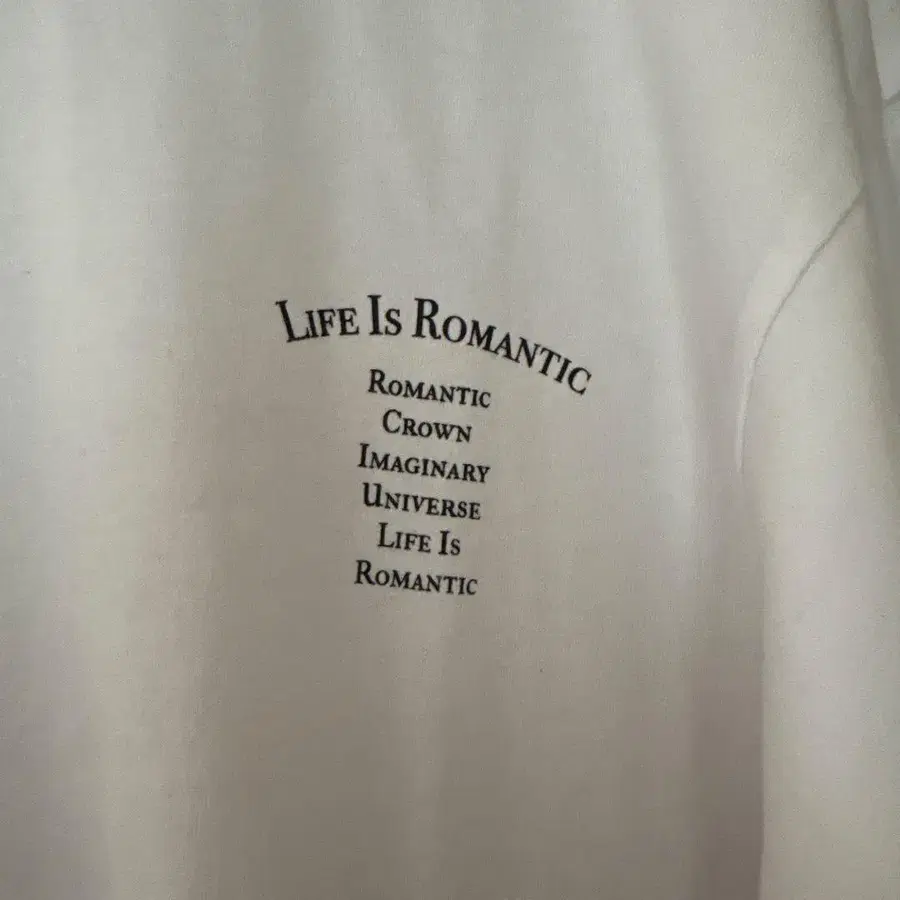 Life Is Romantic
Romantic
Crown
Imaginary
Universe
Life Is
Romantic